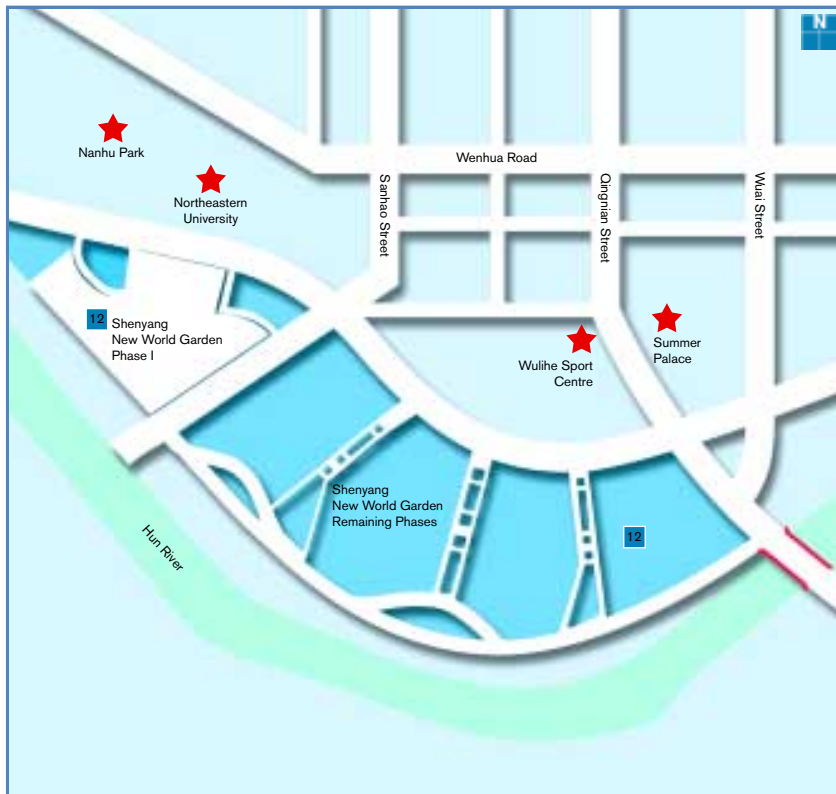 N
Nanhu Park
Wenhua Road
Northeastern
University
Sanhao Street
Qingnian Street
Wuai Street
12
Shenyang
New World Garden
Phase I
Wulihe Sport
Centre
Summer
Palace
Shenyang
New World Garden
Remaining Phases
12
Hun River